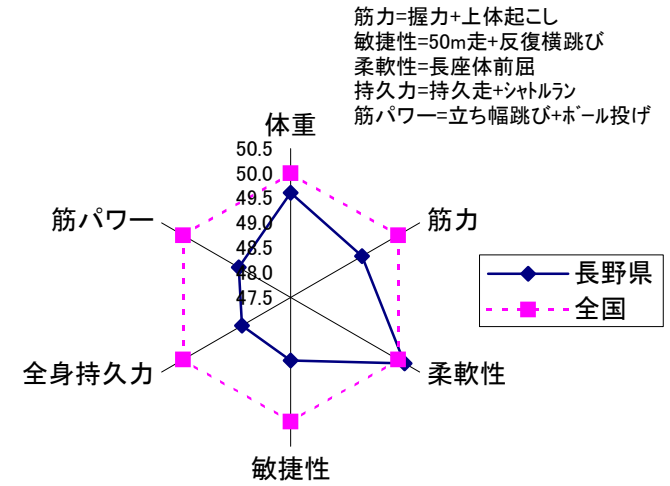 筋力=握力+上体起こし
敏捷性=50m走+反復横跳び
柔軟性=長座体前屈
持久力=持久走+シャトルラン
筋パワー=立ち幅跳び+ボール投げ
体重
50.5
50.0
49.5
49.0
48.5
48.0
47.5
筋パワー
筋力
長野県
全国
全身持久力
柔軟性
敏捷性